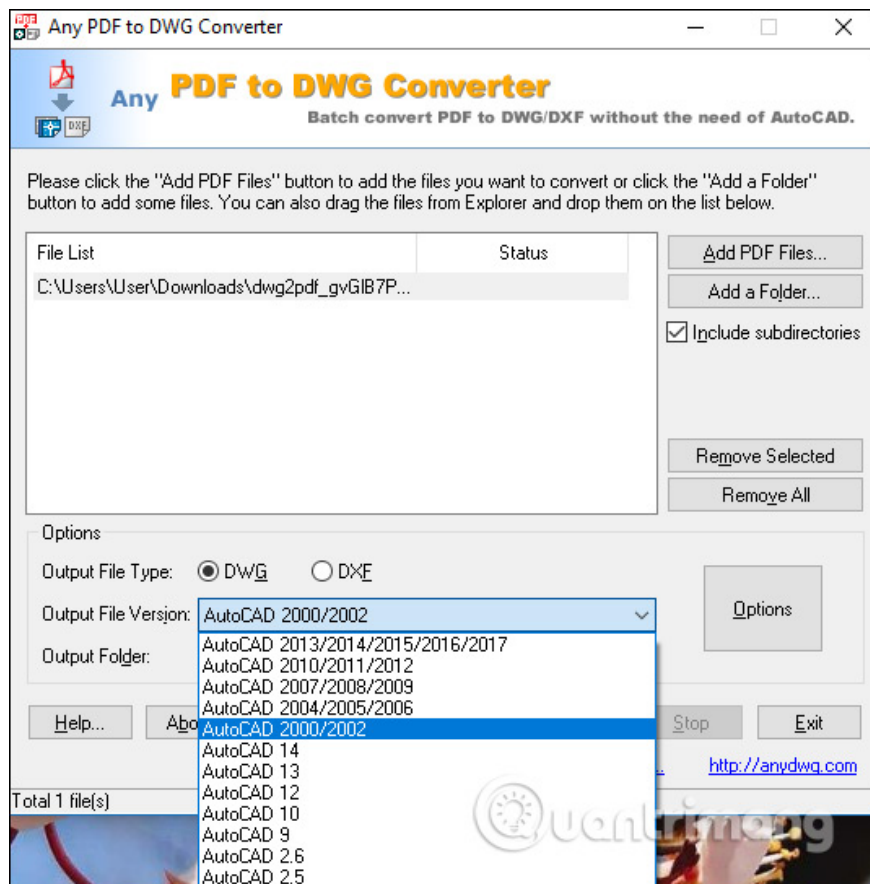 Any PDF to DWG Converter
Any PDF to DWG Converter
Batch convert PDF to DWG/DXF without the need of AutoCAD.
Please click the "Add PDF Files" button to add the files you want to convert or click the "Add a Folder"
button to add some files. You can also drag the files from Explorer and drop them on the list below.
File List Status
C:\Users\User\Downloads\dwg2pdf_gvGIB7P...
Add PDF Files...
Add a Folder...
Include subdirectories
Remove Selected
Remove All
Options
Output File Type: DWG DXF
Output File Version: AutoCAD 2000/2002
Options
Output Folder:
AutoCAD 2013/2014/2015/2016/2017
AutoCAD 2010/2011/2012
AutoCAD 2007/2008/2009
AutoCAD 2004/2005/2006
AutoCAD 2000/2002
AutoCAD 14
AutoCAD 13
AutoCAD 12
AutoCAD 10
AutoCAD 9
AutoCAD 2.6
AutoCAD 2.5
Help... Abo Stop Exit
http://anydwg.com
Total 1 file(s)
Quantrimang